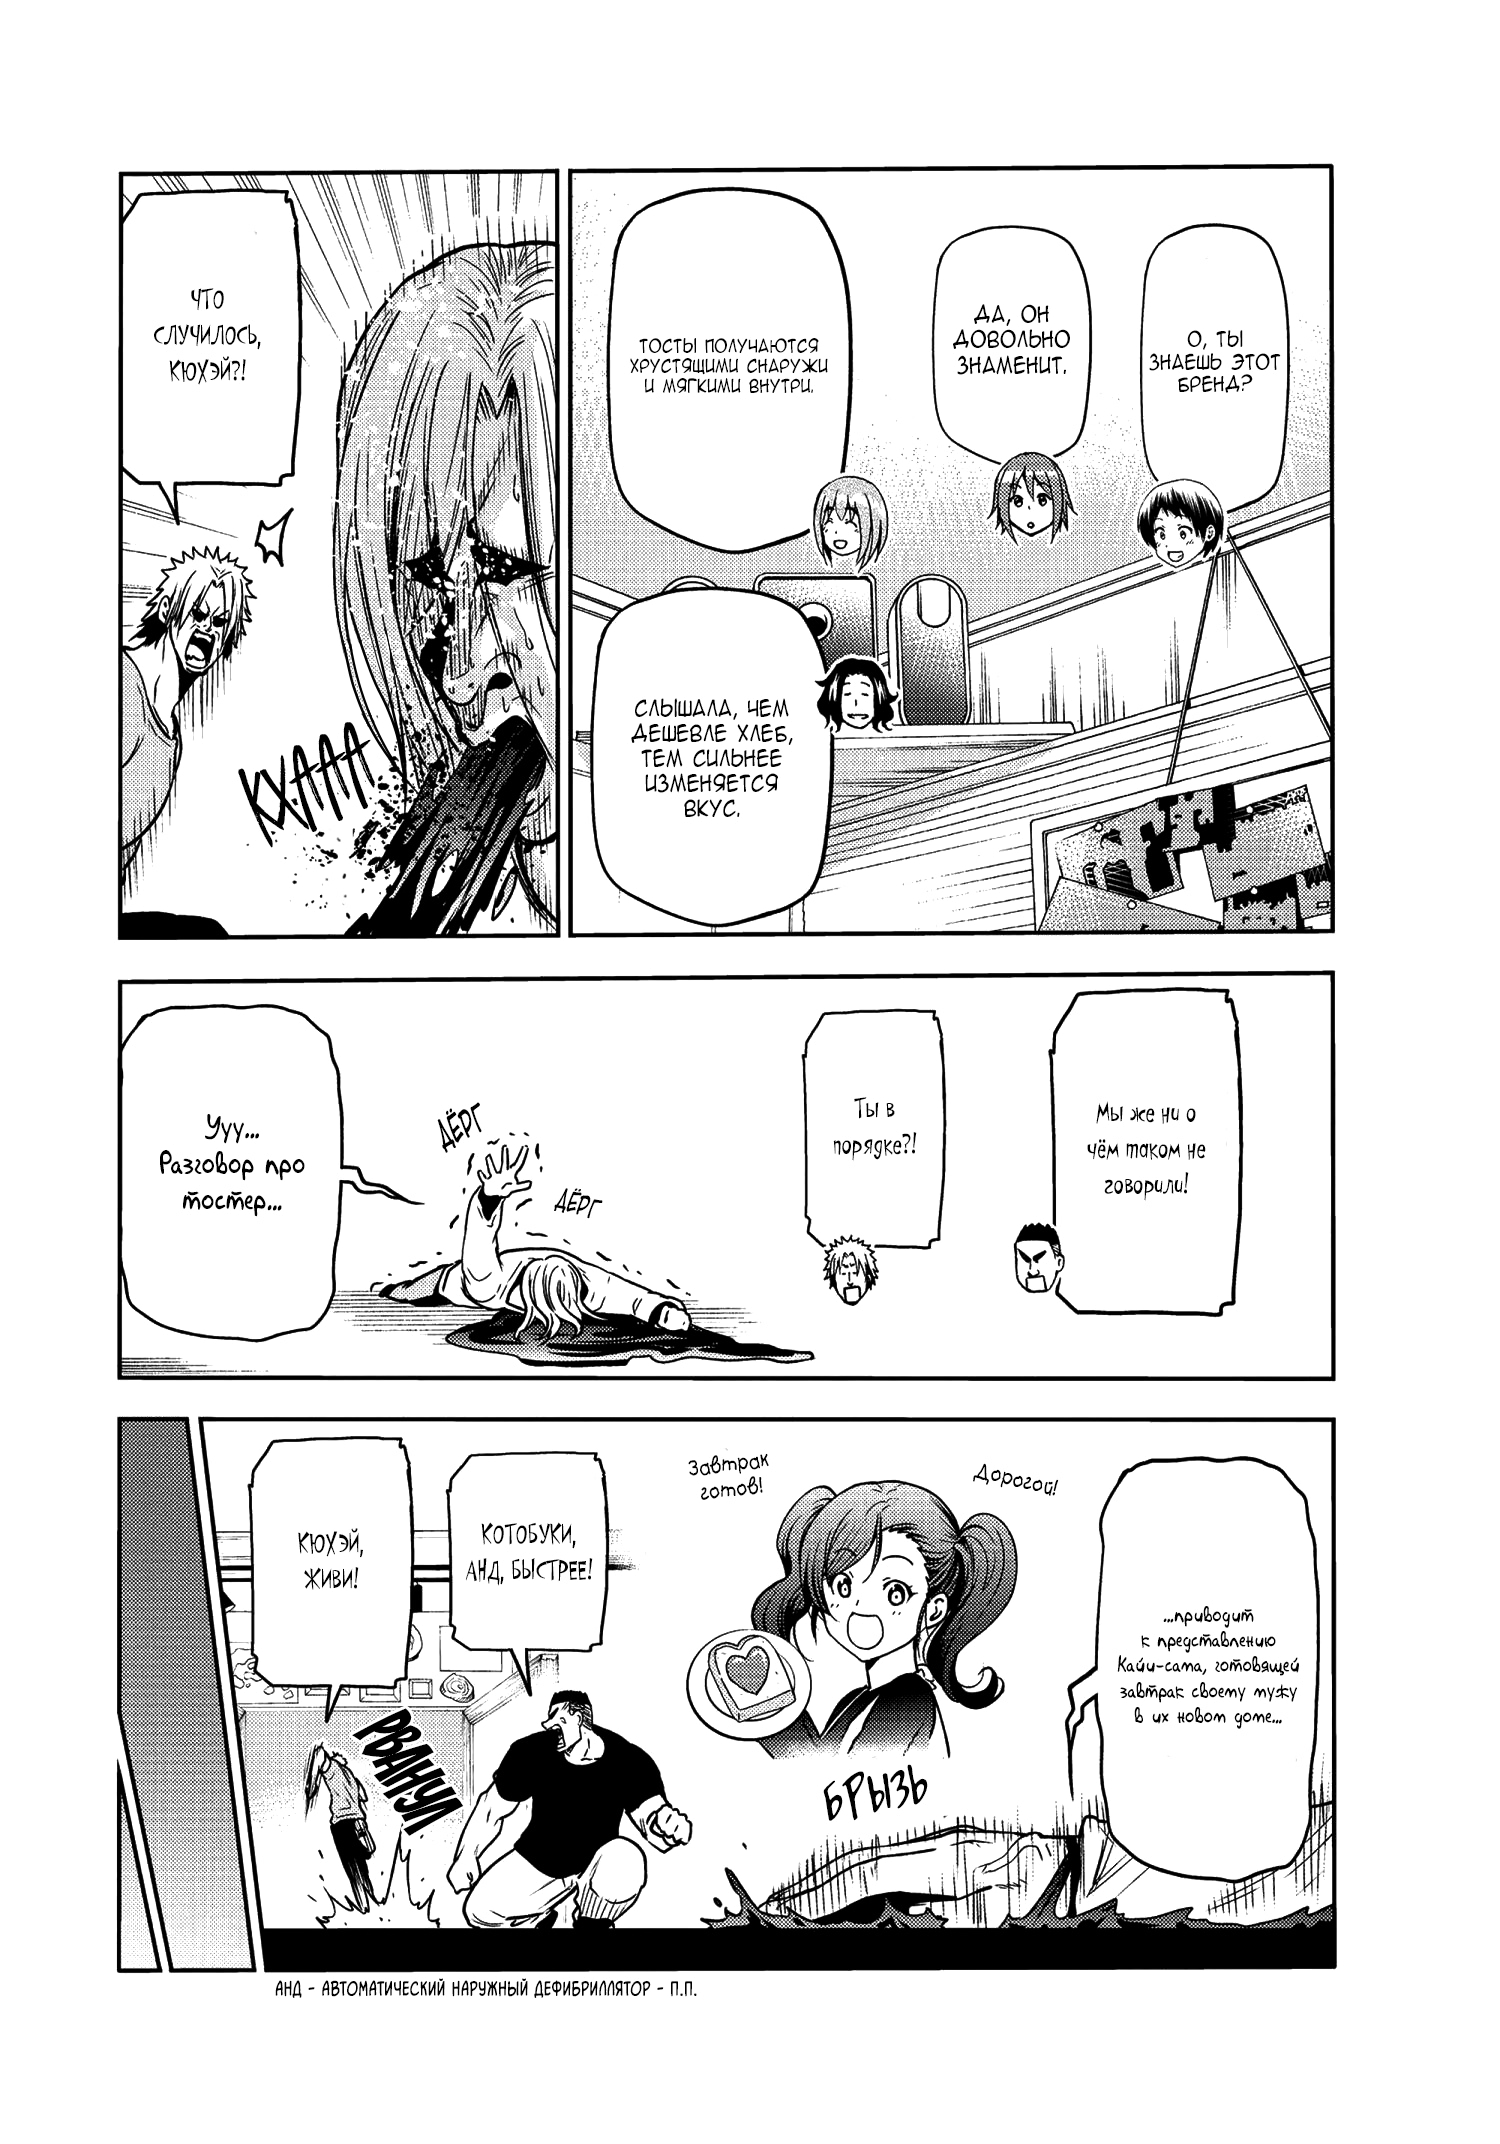 О, ТЫ
ЗНАЕШЬ ЭТОТ
БРЕНД?
ДА, ОН
ДОВОЛЬНО
ЗНАМЕНИТ.
ТОСТЫ ПОЛУЧАЮТСЯ
ХРУСТЯЩИМИ СНАРУЖИ
И МЯГКИМИ ВНУТРИ.
СЛЫШАЛА, ЧЕМ
ДЕШЕВЛЕ ХЛЕБ,
ТЕМ СИЛЬНЕЕ
ИЗМЕНЯЕТСЯ
ВКУС.
ЧТО
СЛУЧИЛОСЬ,
КЮХЭЙ?!
КХАААА
Мы же ни о
чём таком не
говорили!
Ты в
порядке?!
ДЁРГ
ДЁРГ
Ууу...
Разговор про
тостер...
...приводит
к представлению
Кайи-сама, готовящей
завтрак своему мужу
в их новом доме...
Дорогой!
Завтрак
готов!
БРЫЗЬ
КОТОБУКИ,
АНД, БЫСТРЕЕ!
РВАНУЛ
КЮХЭЙ,
ЖИВИ!
АНД - АВТОМАТИЧЕСКИЙ НАРУЖНЫЙ ДЕФИБРИЛЛЯТОР - П.П.